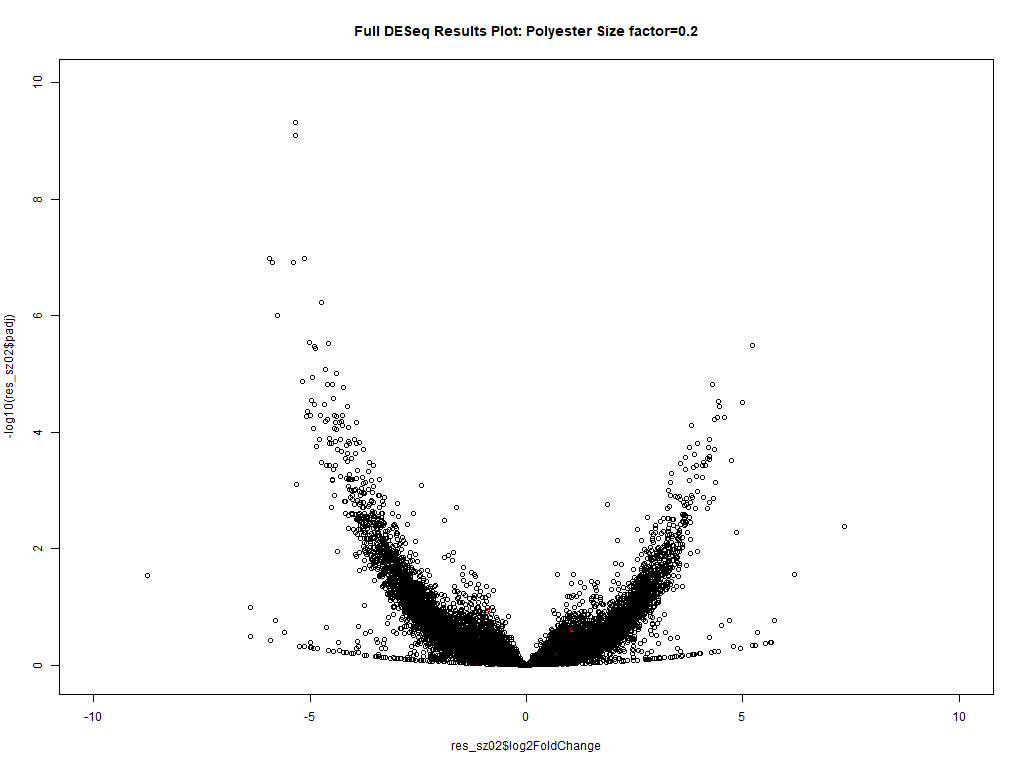 Full DESeq Results Plot: Polyester Size factor=0.2
10
8
6
4
2
0
-log10(res_sz02$padj)
-10 -5 0 5 10
res_sz02$log2FoldChange